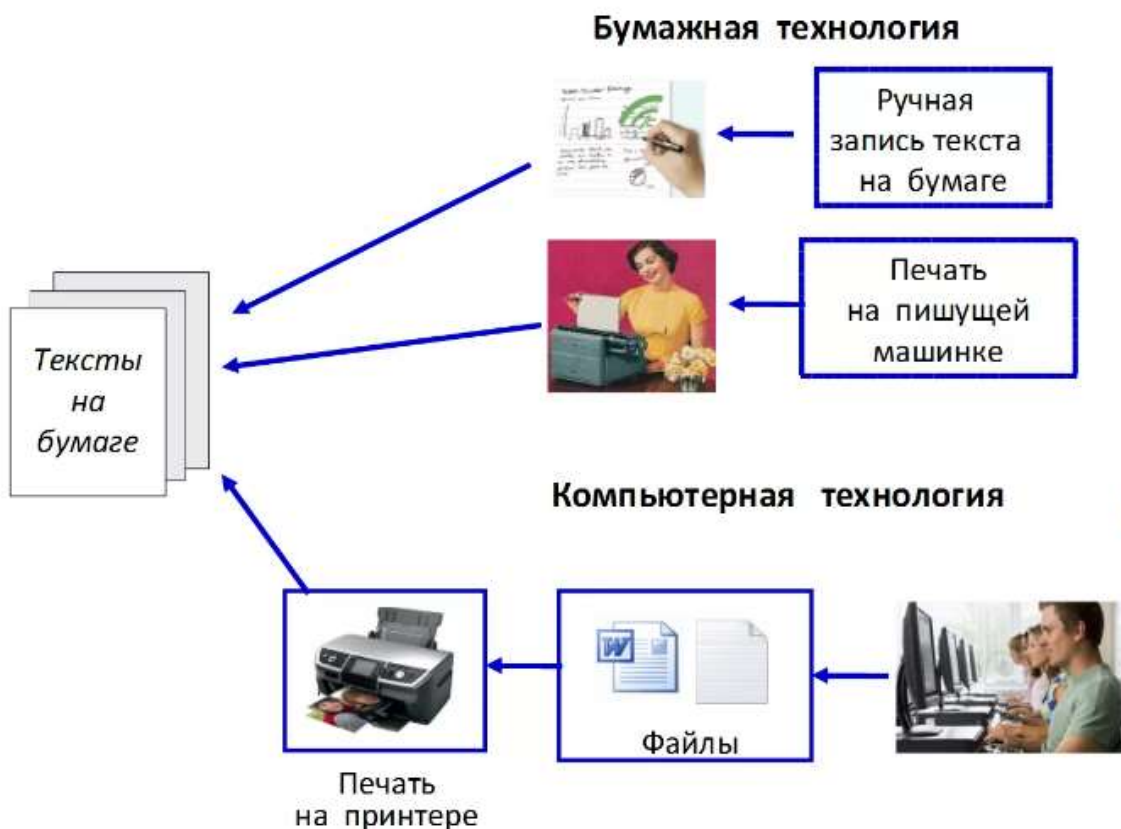 Бумажная технология
Ручная
запись текста
на бумаге
Печать
на пишущей
машинке
Тексты
на
бумаге
Компьютерная технология
W
Файлы
Печать
на принтере